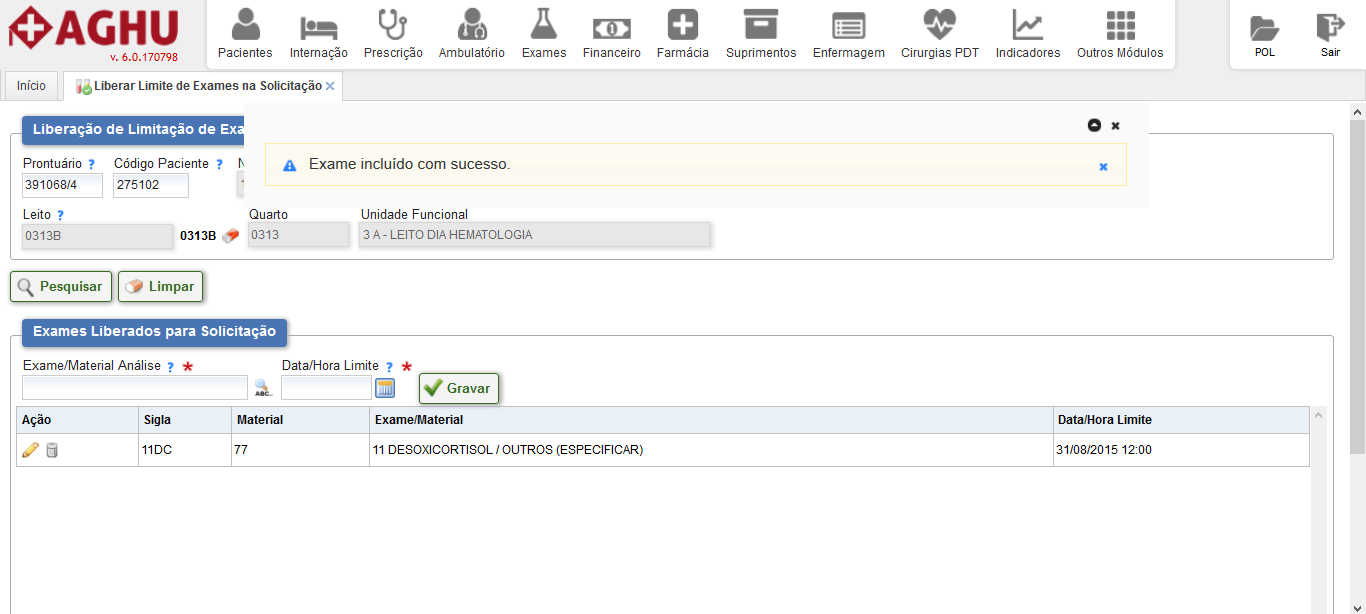 AGHU
v. 6.0.170798
Pacientes Internação Prescrição Ambulatório Exames Financeiro Farmácia Suprimentos Enfermagem Cirurgias PDT Indicadores Outros Módulos POL Sair
Início Liberar Limite de Exames na Solicitação
Liberação de Limitação de Exa
Exame incluído com sucesso.
Prontuário ? Código Paciente ? N
391068/4 275102
Leito ? Quarto Unidade Funcional
0313B 0313B 0313 3 A - LEITO DIA HEMATOLOGIA
Pesquisar Limpar
Exames Liberados para Solicitação
Exame/Material Análise ? * Data/Hora Limite ? *
ABC.. Gravar
Ação Sigla Material Exame/Material Data/Hora Limite
11DC 77 11 DESOXICORTISOL / OUTROS (ESPECIFICAR) 31/08/2015 12:00